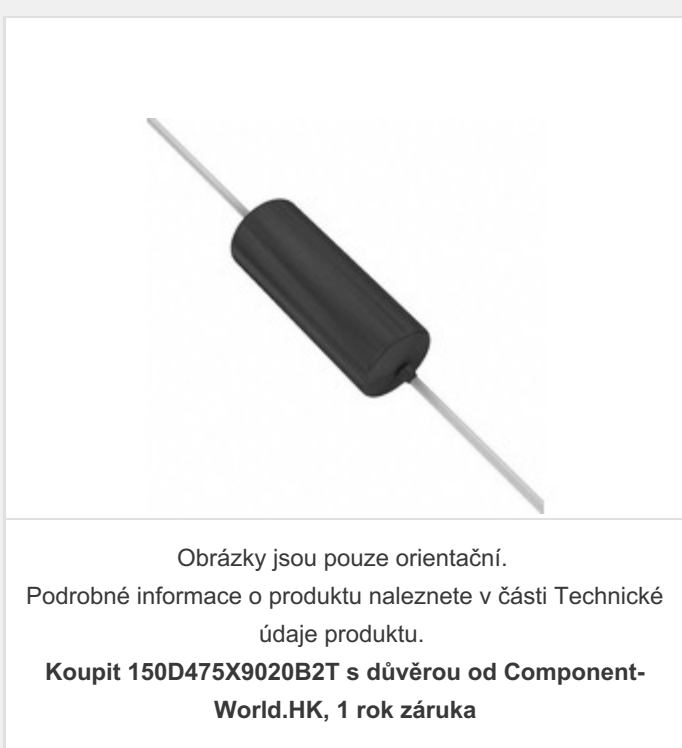 Obrázky jsou pouze orientační.
Podrobné informace o produktu naleznete v části Technické
údaje produktu.
Koupit 150D475X9020B2T s důvěrou od Component-
World.HK, 1 rok záruka